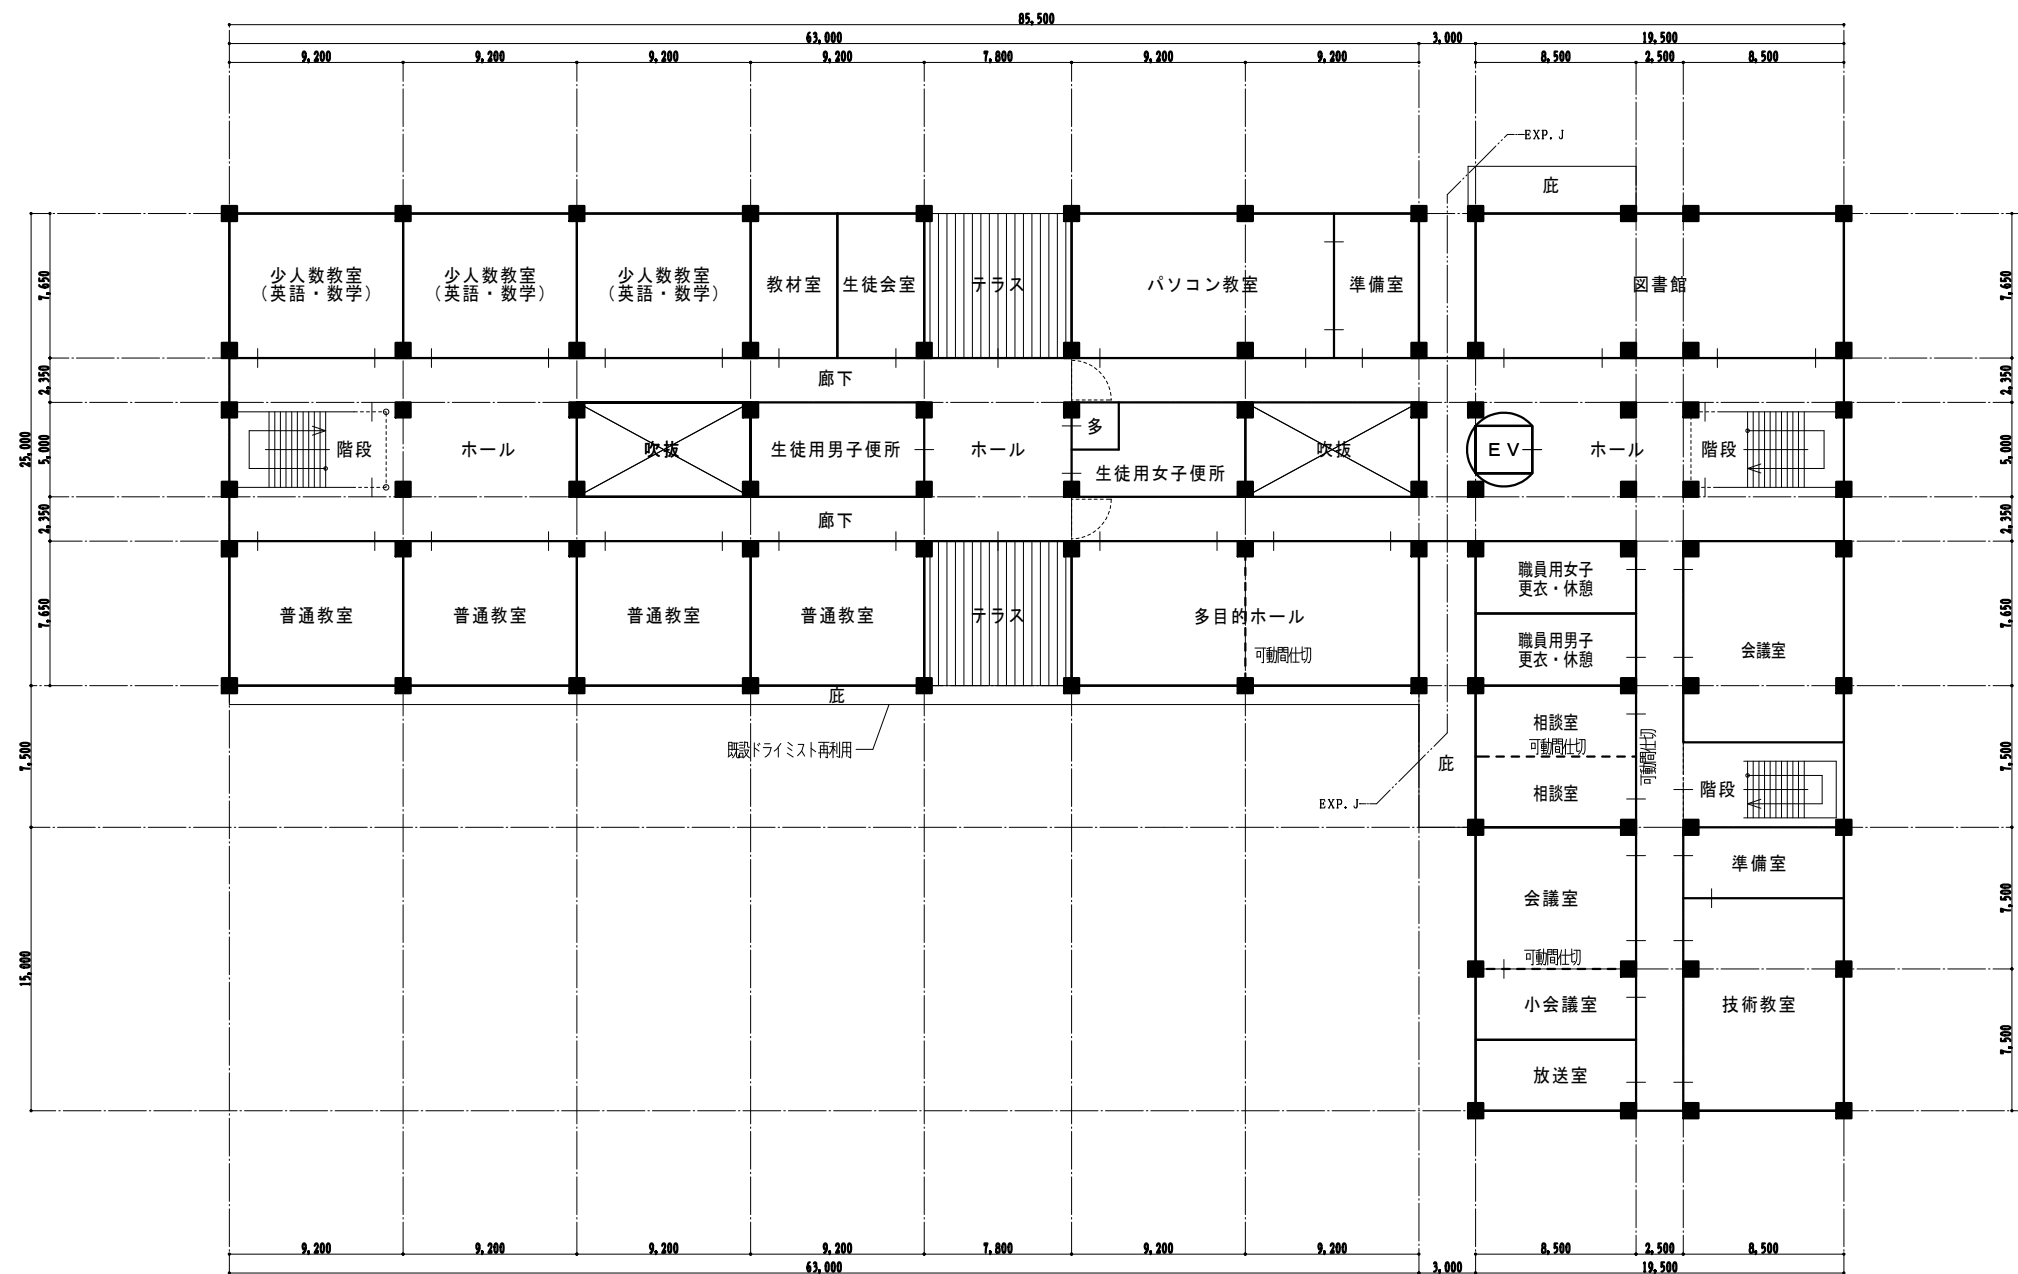 85,500
63,000
3,000
19,500
9,200
9,200
9,200
9,200
7,800
9,200
9,200
8,500
2,500
8,500
EXP.J
庇
7,650
2,350
5,000
25,000
2,350
7,650
7,500
15,000
少人数教室
（英語・数学）
少人数教室
（英語・数学）
少人数教室
（英語・数学）
教材室
生徒会室
テラス
パソコン教室
準備室
図書館
廊下
階段
ホール
吹抜
生徒用男子便所
ホール
多
生徒用女子便所
吹抜
EV
ホール
階段
廊下
普通教室
普通教室
普通教室
普通教室
テラス
多目的ホール
可動間仕切
職員用女子
更衣・休憩
職員用男子
更衣・休憩
会議室
庇
既設ドライミスト再利用
相談室
可動間仕切
相談室
可動間仕切
庇
EXP.J
階段
準備室
会議室
可動間仕切
小会議室
技術教室
放送室
7,650
2,350
5,000
2,350
7,650
7,500
7,500
7,500
9,200
9,200
9,200
9,200
7,800
9,200
9,200
8,500
2,500
8,500
63,000
3,000
19,500